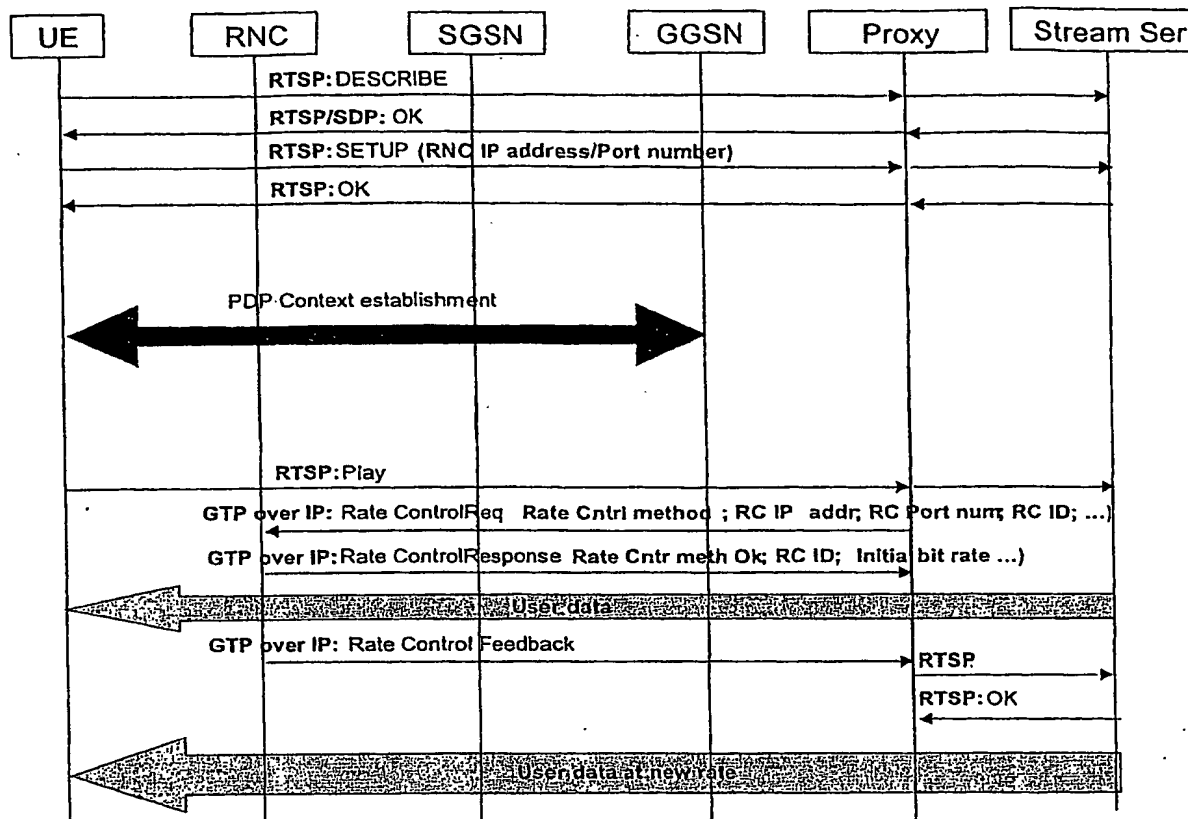 UE RNC SGSN GGSN Proxy Stream Ser
RTSP:DESCRIBE
RTSP/SDP: OK
RTSP:SETUP (RNC IP address/Port number)
RTSP:OK
PDP Context establishment
RTSP:Play
GTP over IP: Rate ControlReq Rate Cntrl method ; RC IP addr; RC Port num; RC ID; ...)
GTP over IP: Rate ControlResponse Rate Cntr meth Ok; RC ID; Initial bit rate ...)
User data
GTP over IP: Rate Control Feedback
RTSP
RTSP:OK
User data at new rate